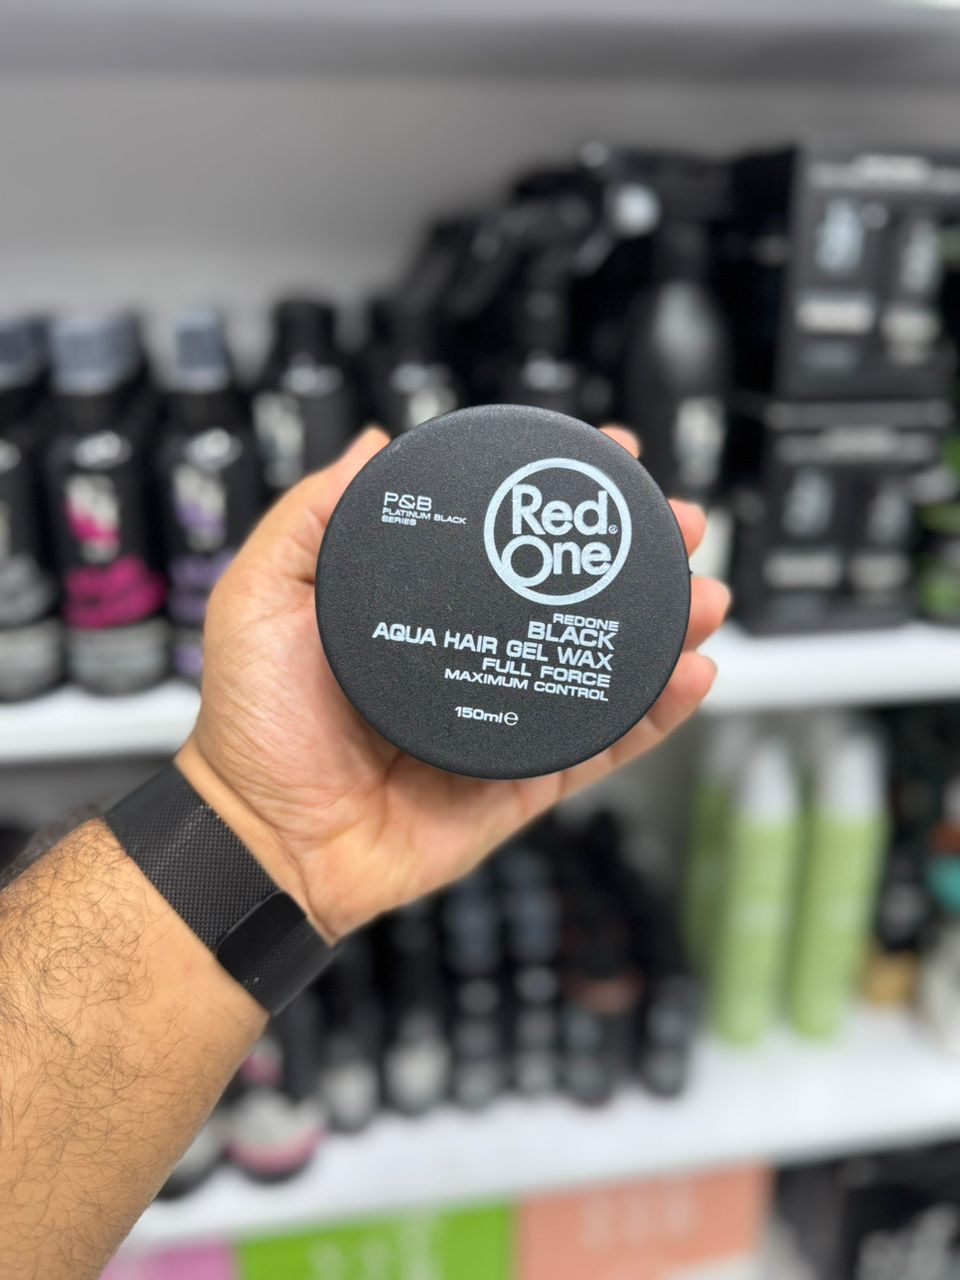 P&B
PLATINUM BLACK
SERIES
Red®
One
REDONE
BLACK
AQUA HAIR GEL WAX
FULL FORCE
MAXIMUM CONTROL
150ml℮